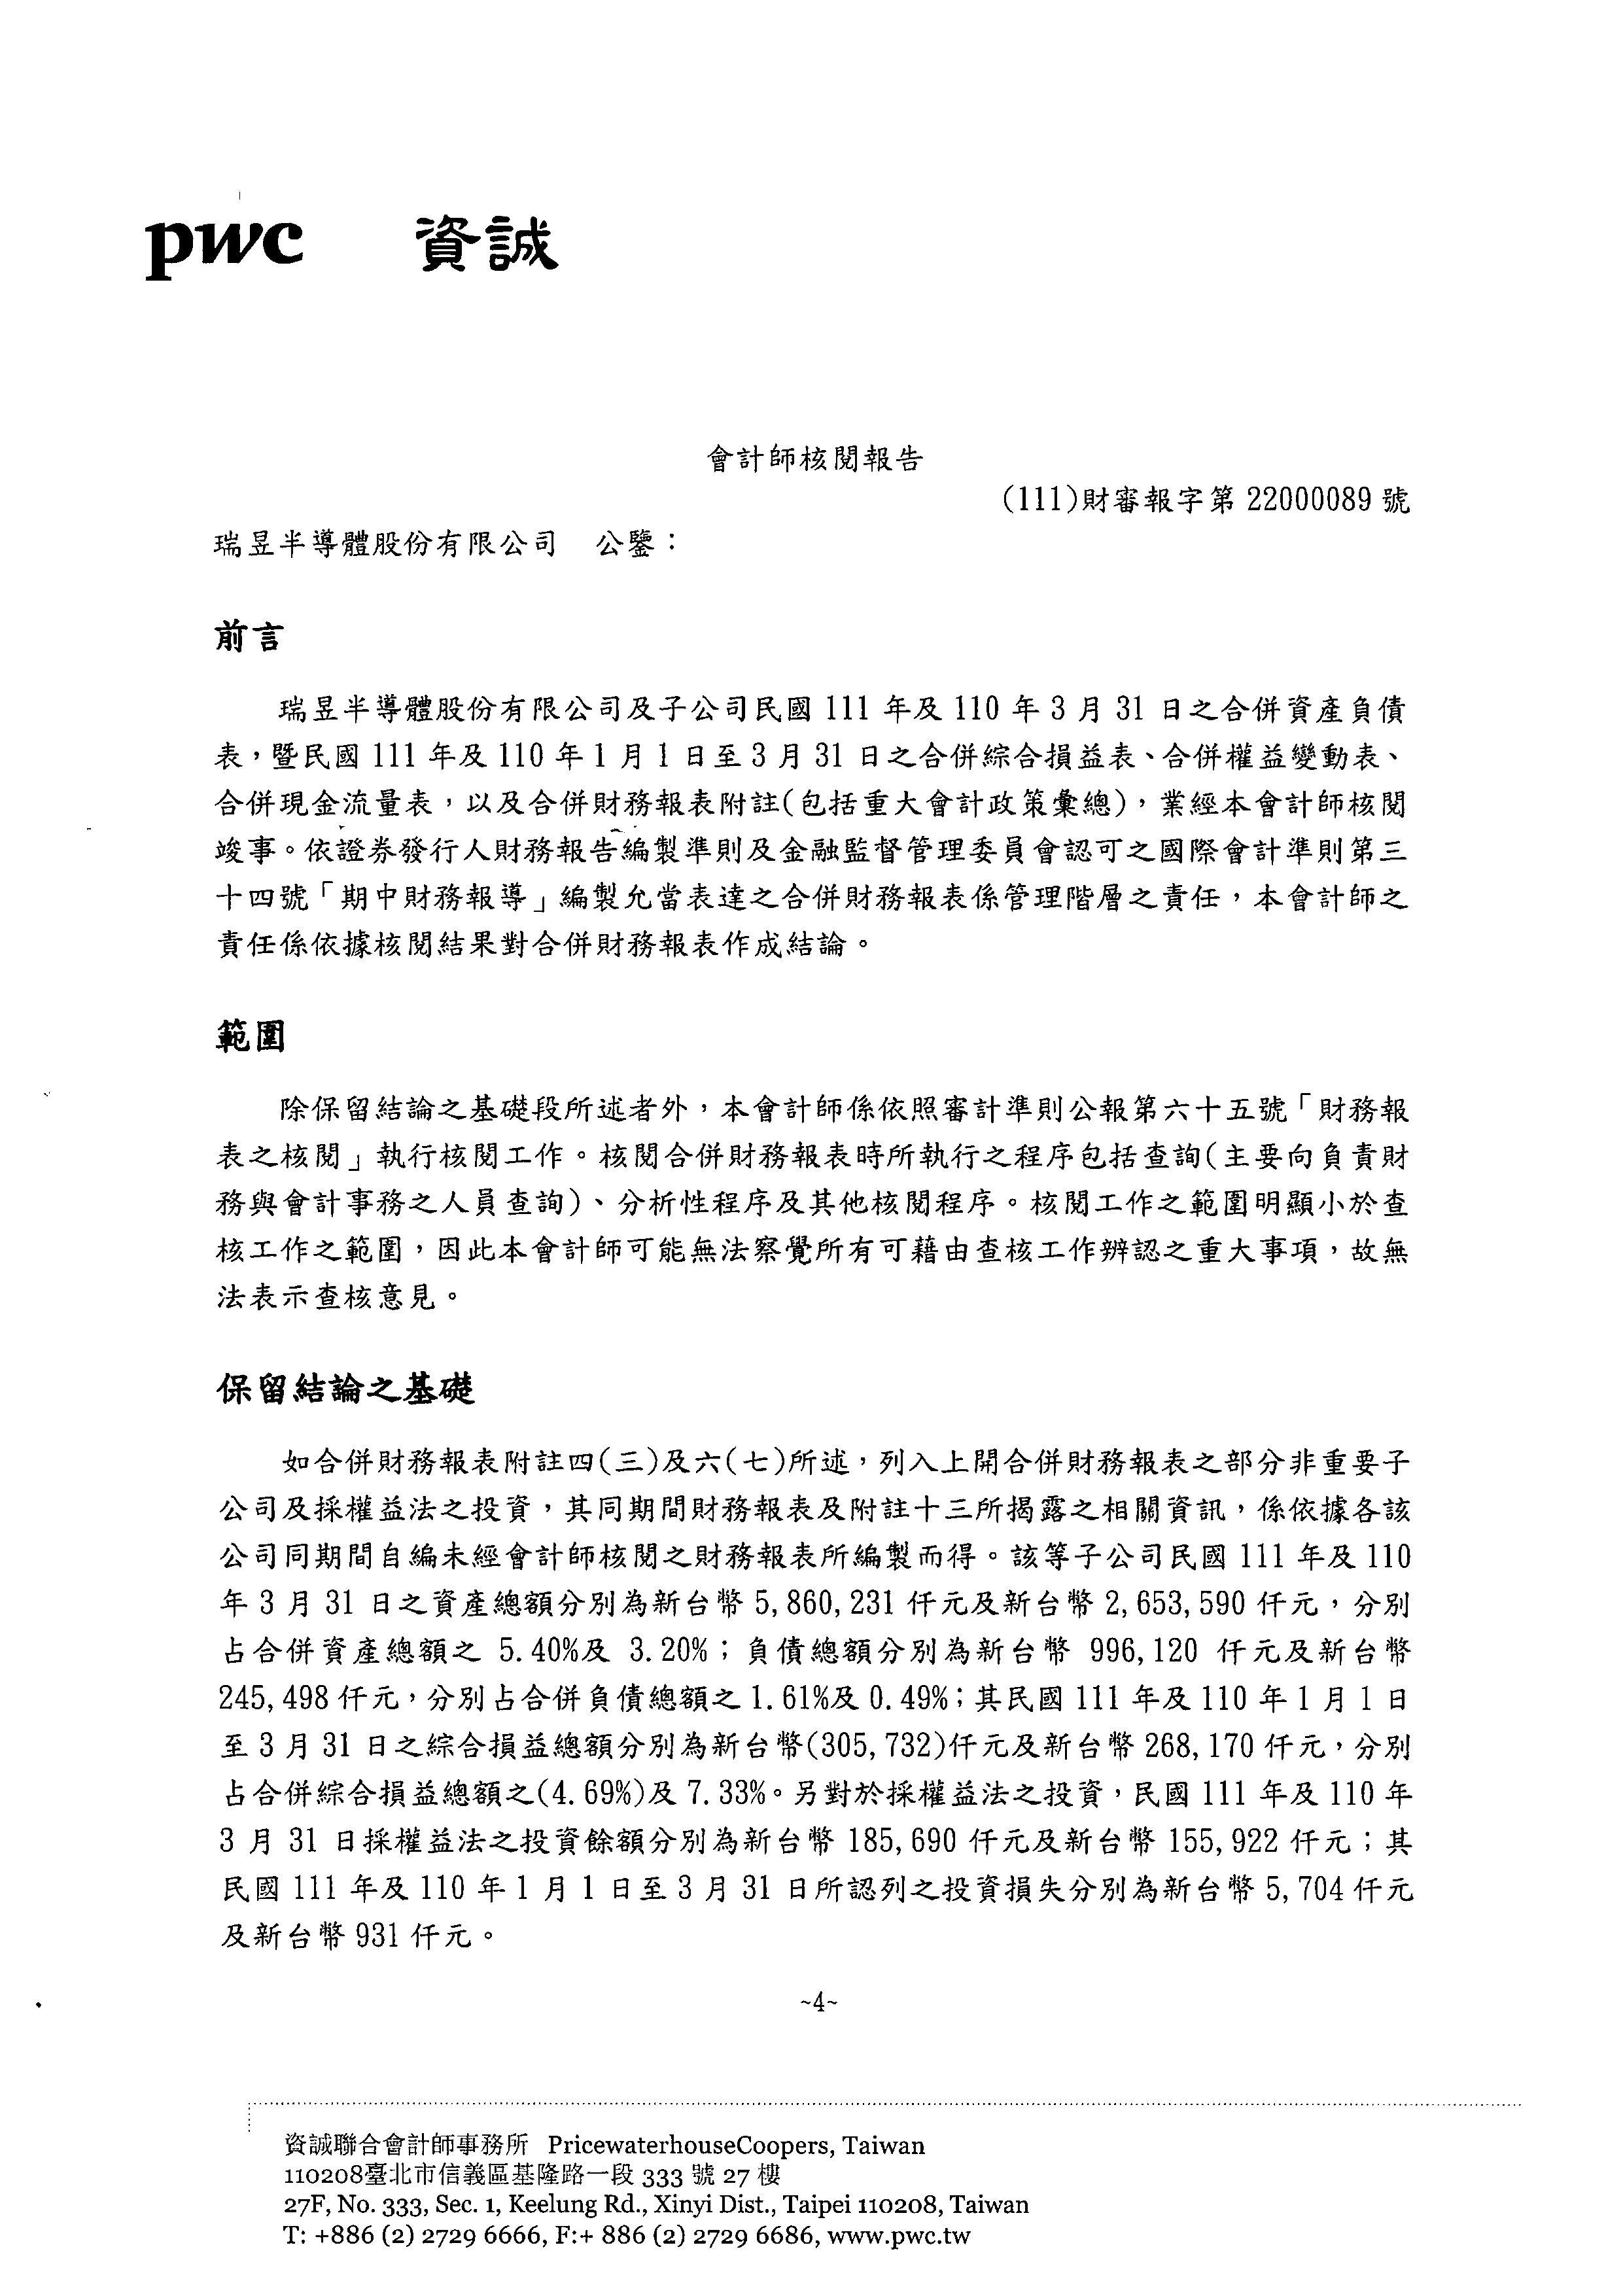 pwc 資誠
會計師核閱報告
(111)財審報字第 22000089 號
瑞昱半導體股份有限公司 公鑒：
前言
瑞昱半導體股份有限公司及子公司民國 111 年及 110 年 3 月 31 日之合併資產負債
表，暨民國 111 年及 110 年 1 月 1 日至 3 月 31 日之合併綜合損益表、合併權益變動表、
合併現金流量表，以及合併財務報表附註(包括重大會計政策彙總)，業經本會計師核閱
竣事。依證券發行人財務報告編製準則及金融監督管理委員會認可之國際會計準則第三
十四號「期中財務報導」編製允當表達之合併財務報表係管理階層之責任，本會計師之
責任係依據核閱結果對合併財務報表作成結論。
範圍
除保留結論之基礎段所述者外，本會計師係依照審計準則公報第六十五號「財務報
表之核閱」執行核閱工作。核閱合併財務報表時所執行之程序包括查詢(主要向負責財
務與會計事務之人員查詢)、分析性程序及其他核閱程序。核閱工作之範圍明顯小於查
核工作之範圍，因此本會計師可能無法察覺所有可藉由查核工作辨認之重大事項，故無
法表示查核意見。
保留結論之基礎
如合併財務報表附註四(三)及六(七)所述，列入上開合併財務報表之部分非重要子
公司及採權益法之投資，其同期間財務報表及附註十三所揭露之相關資訊，係依據各該
公司同期間自編未經會計師核閱之財務報表所編製而得。該等子公司民國 111 年及 110
年 3 月 31 日之資產總額分別為新台幣 5,860,231 仟元及新台幣 2,653,590 仟元，分別
占合併資產總額之 5.40%及 3.20%；負債總額分別為新台幣 996,120 仟元及新台幣
245,498 仟元，分別占合併負債總額之 1.61%及 0.49%；其民國 111 年及 110 年 1 月 1 日
至 3 月 31 日之綜合損益總額分別為新台幣(305,732)仟元及新台幣 268,170 仟元，分別
占合併綜合損益總額之(4.69%)及 7.33%。另對於採權益法之投資，民國 111 年及 110 年
3 月 31 日採權益法之投資餘額分別為新台幣 185,690 仟元及新台幣 155,922 仟元；其
民國 111 年及 110 年 1 月 1 日至 3 月 31 日所認列之投資損失分別為新台幣 5,704 仟元
及新台幣 931 仟元。
~4~
資誠聯合會計師事務所 PricewaterhouseCoopers, Taiwan
110208臺北市信義區基隆路一段 333 號 27 樓
27F, No. 333, Sec. 1, Keelung Rd., Xinyi Dist., Taipei 110208, Taiwan
T: +886 (2) 2729 6666, F:+ 886 (2) 2729 6686, www.pwc.tw